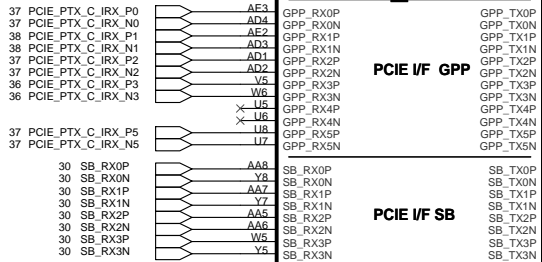 37 PCIE_PTX_C_IRX_P0 AE3 GPP_RX0P GPP_TX0P
37 PCIE_PTX_C_IRX_N0 AD4 GPP_RX0N GPP_TX0N
38 PCIE_PTX_C_IRX_P1 AE2 GPP_RX1P GPP_TX1P
38 PCIE_PTX_C_IRX_N1 AD3 GPP_RX1N GPP_TX1N
37 PCIE_PTX_C_IRX_P2 AD1 GPP_RX2P GPP_TX2P
37 PCIE_PTX_C_IRX_N2 AD2 GPP_RX2N PCIE I/F GPP GPP_TX2N
36 PCIE_PTX_C_IRX_P3 V5 GPP_RX3P GPP_TX3P
36 PCIE_PTX_C_IRX_N3 W6 GPP_RX3N GPP_TX3N
U5 GPP_RX4P GPP_TX4P
U6 GPP_RX4N GPP_TX4N
37 PCIE_PTX_C_IRX_P5 U8 GPP_RX5P GPP_TX5P
37 PCIE_PTX_C_IRX_N5 U7 GPP_RX5N GPP_TX5N
30 SB_RX0P AA8 SB_RX0P SB_TX0P
30 SB_RX0N Y8 SB_RX0N SB_TX0N
30 SB_RX1P AA7 SB_RX1P SB_TX1P
30 SB_RX1N Y7 SB_RX1N SB_TX1N
30 SB_RX2P AA5 SB_RX2P PCIE I/F SB SB_TX2P
30 SB_RX2N AA6 SB_RX2N SB_TX2N
30 SB_RX3P W5 SB_RX3P SB_TX3P
30 SB_RX3N Y5 SB_RX3N SB_TX3N